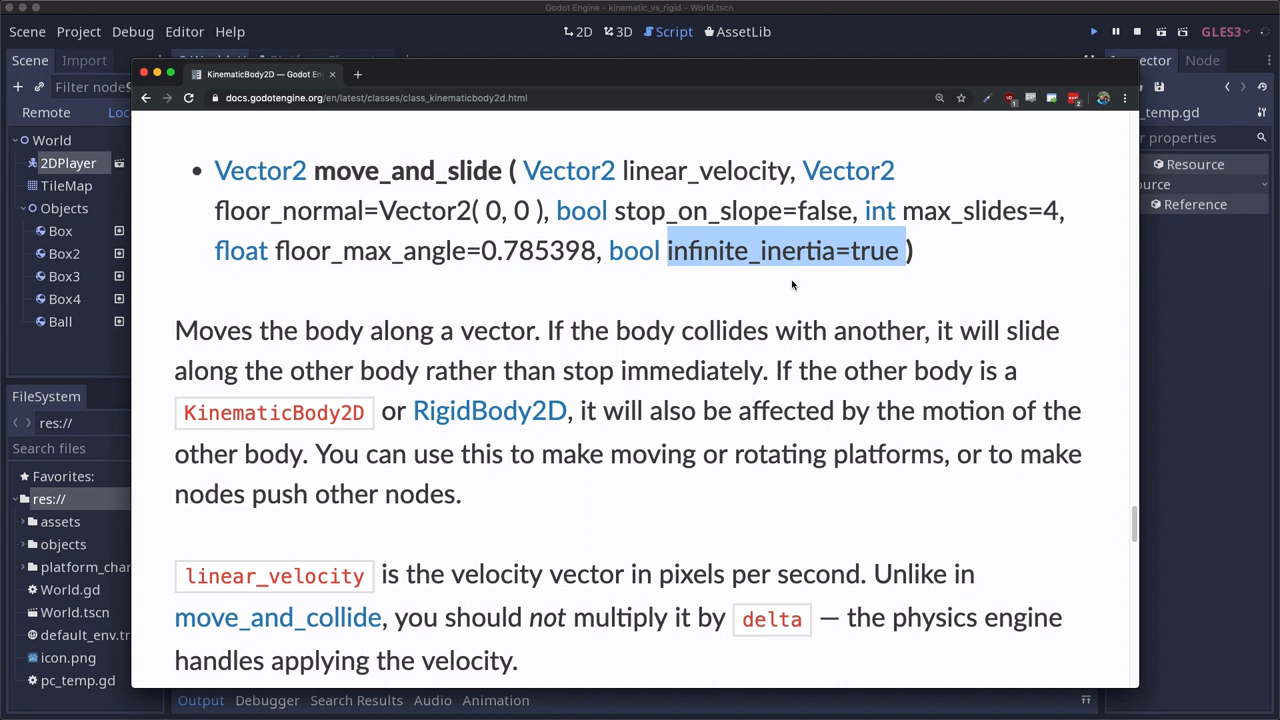 Godot Engine - kinematic_vs_rigid - World.tscn
Scene Project Debug Editor Help
2D 3D Script AssetLib
GLES3
Scene Import
Inspector Node
KinematicBody2D — Godot En
Filter nodes
docs.godotengine.org/en/latest/classes/class_kinematicbody2d.html
Remote
_temp.gd
World
properties
2DPlayer
Resource
TileMap
Objects
Reference
Box
Box2
Box3
Box4
Ball
Vector2 move_and_slide ( Vector2 linear_velocity, Vector2
floor_normal=Vector2( 0, 0 ), bool stop_on_slope=false, int max_slides=4,
float floor_max_angle=0.785398, bool infinite_inertia=true )
Moves the body along a vector. If the body collides with another, it will slide
along the other body rather than stop immediately. If the other body is a
KinematicBody2D or RigidBody2D, it will also be affected by the motion of the
other body. You can use this to make moving or rotating platforms, or to make
nodes push other nodes.
linear_velocity is the velocity vector in pixels per second. Unlike in
move_and_collide, you should not multiply it by delta — the physics engine
handles applying the velocity.
FileSystem
res://
Search files
Favorites:
res://
assets
objects
platform_char
World.gd
World.tscn
default_env.tr
icon.png
pc_temp.gd
Output Debugger Search Results Audio Animation